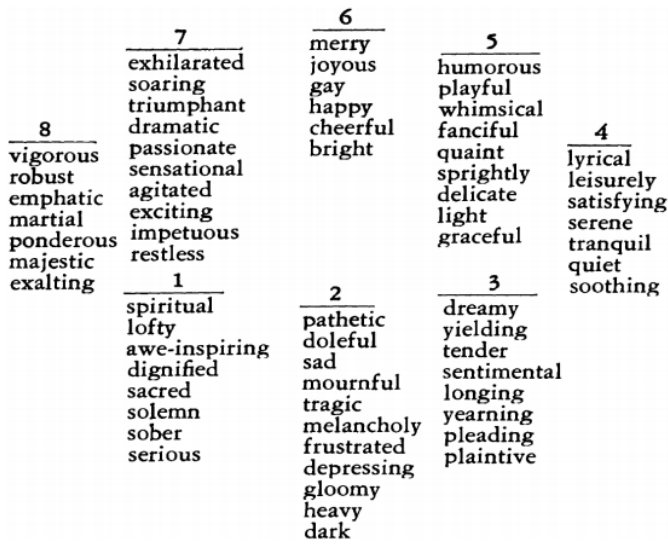 6
merry
joyous
gay
happy
cheerful
bright
7
exhilarated
soaring
triumphant
dramatic
passionate
sensational
agitated
exciting
impetuous
restless
5
humorous
playful
whimsical
fanciful
quaint
sprightly
delicate
light
graceful
8
vigorous
robust
emphatic
martial
ponderous
majestic
exalting
4
lyrical
leisurely
satisfying
serene
tranquil
quiet
soothing
1
spiritual
lofty
awe-inspiring
dignified
sacred
solemn
sober
serious
2
pathetic
doleful
sad
mournful
tragic
melancholy
frustrated
depressing
gloomy
heavy
dark
3
dreamy
yielding
tender
sentimental
longing
yearning
pleading
plaintive